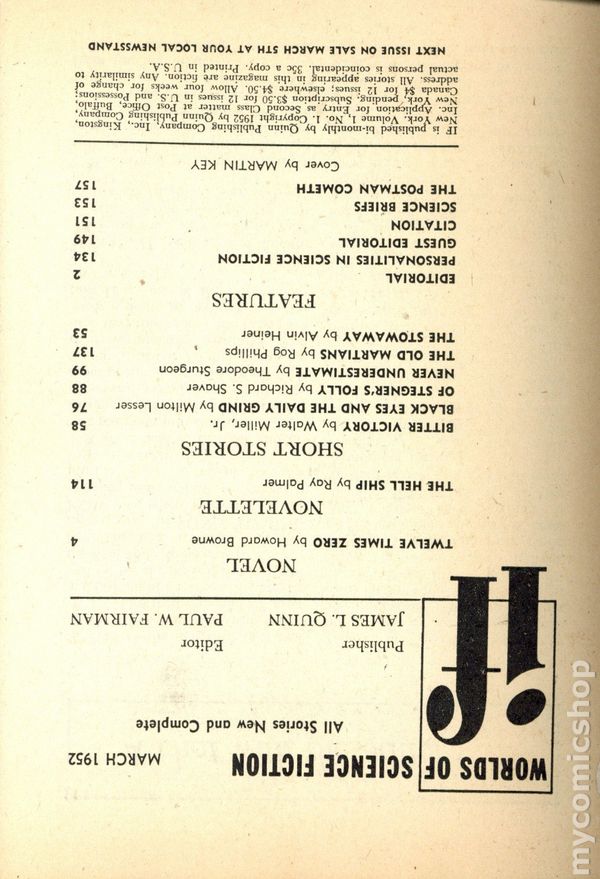 WORLDS OF SCIENCE FICTION
MARCH 1952
if
All Stories New and Complete
Publisher Editor
JAMES L. QUINN PAUL W. FAIRMAN
NOVEL
TWELVE TIMES ZERO by Howard Browne 4
NOVELETTE
THE HELL SHIP by Ray Palmer 114
SHORT STORIES
BITTER VICTORY by Walter Miller, Jr. 58
BLACK EYES AND THE DAILY GRIND by Milton Lesser 76
OF STEGNER'S FOLLY by Richard S. Shaver 88
NEVER UNDERESTIMATE by Theodore Sturgeon 99
THE OLD MARTIANS by Rog Phillips 137
THE STOWAWAY by Alvin Heiner 53
FEATURES
EDITORIAL 2
PERSONALITIES IN SCIENCE FICTION 134
GUEST EDITORIAL 149
CITATION 151
SCIENCE BRIEFS 153
THE POSTMAN COMETH 157
Cover by MARTIN KEY
IF is published bi-monthly by Quinn Publishing Company, Inc., Kingston,
New York. Volume 1, No. 1. Copyright 1952 by Quinn Publishing Company,
Inc. Application for Entry as Second Class matter at Post Office, Buffalo,
New York, pending. Subscription $3.50 for 12 issues in U.S. and Possessions;
Canada $4 for 12 issues; elsewhere $4.50. Allow four weeks for change of
address. All stories appearing in this magazine are fiction. Any similarity to
actual persons is coincidental. 35c a copy. Printed in U.S.A.
NEXT ISSUE ON SALE MARCH 5TH AT YOUR LOCAL NEWSSTAND
mycomicshop